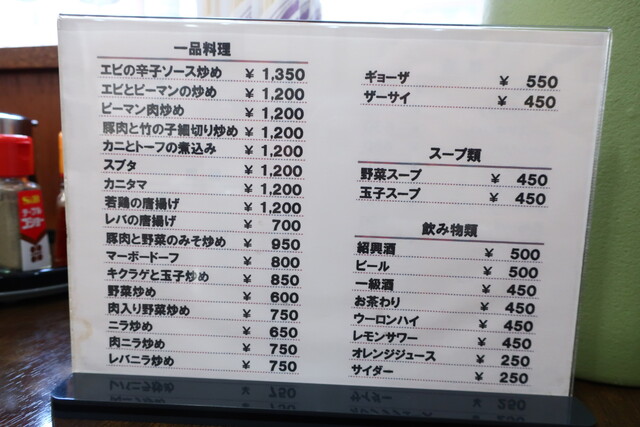 一品料理
エビの辛子ソース炒め ¥ 1,350
エビとピーマンの炒め ¥ 1,200
ピーマン肉炒め ¥ 1,200
豚肉と竹の子細切り炒め ¥ 1,200
カニとトーフの煮込み ¥ 1,200
スブタ ¥ 1,200
カニタマ ¥ 1,200
若鶏の唐揚げ ¥ 1,200
レバの唐揚げ ¥ 700
豚肉と野菜のみそ炒め ¥ 950
マーボードーフ ¥ 800
キクラゲと玉子炒め ¥ 850
野菜炒め ¥ 600
肉入り野菜炒め ¥ 750
ニラ炒め ¥ 650
肉ニラ炒め ¥ 750
レバニラ炒め ¥ 750
ギョーザ ¥ 550
ザーサイ ¥ 450
スープ類
野菜スープ ¥ 450
玉子スープ ¥ 450
飲み物類
紹興酒 ¥ 500
ビール ¥ 500
一級酒 ¥ 450
お茶わり ¥ 450
ウーロンハイ ¥ 450
レモンサワー ¥ 450
オレンジジュース ¥ 250
サイダー ¥ 250
S&B
テーブル
コショー